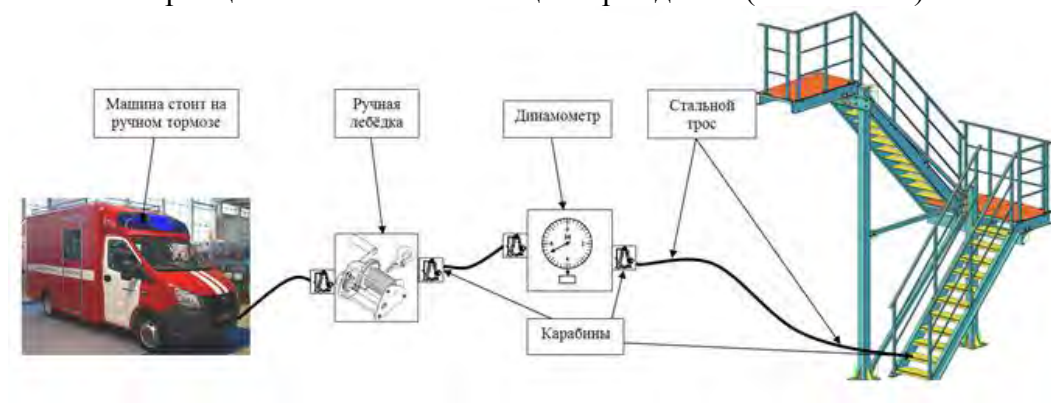 Машина стоит на
ручном тормозе
Ручная
лебёдка
Динамометр
Стальной
трос
Н
Карабины